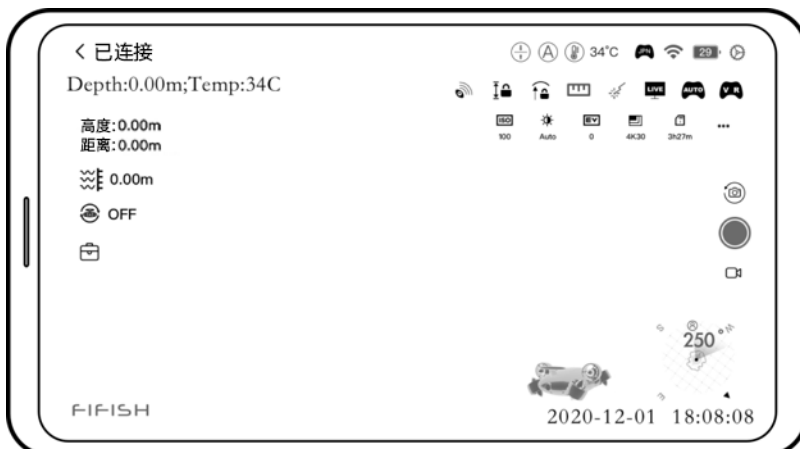 已连接
34°C
JPN
29
Depth:0.00m;Temp:34C
LIVE
AUTO
V R
高度:0.00m
距离:0.00m
ISO
EV
100
Auto
0
4K30
3h27m
0.00m
OFF
S
W
250°
E
FIFISH
2020-12-01 18:08:08